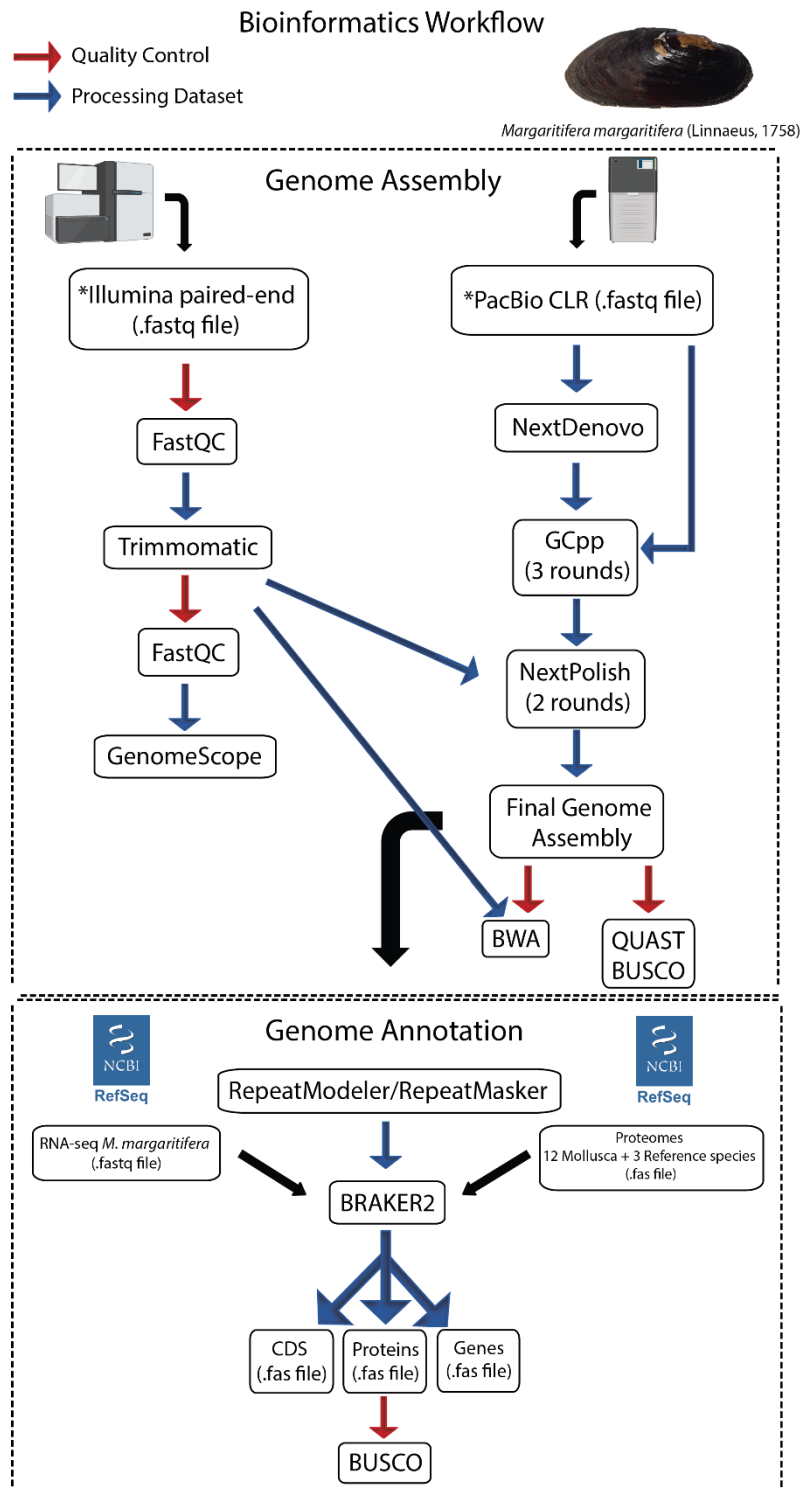 Bioinformatics Workflow
Quality Control
Processing Dataset
Margaritifera margaritifera (Linnaeus, 1758)
Genome Assembly
*Illumina paired-end
(.fastq file)
*PacBio CLR (.fastq file)
FastQC
NextDenovo
Trimmomatic
GCpp
(3 rounds)
FastQC
NextPolish
(2 rounds)
GenomeScope
Final Genome
Assembly
BWA
QUAST
BUSCO
Genome Annotation
NCBI
RefSeq
NCBI
RefSeq
RepeatModeler/RepeatMasker
RNA-seq M. margaritifera
(.fastq file)
Proteomes
12 Mollusca + 3 Reference species
(.fas file)
BRAKER2
CDS
(.fas file)
Proteins
(.fas file)
Genes
(.fas file)
BUSCO